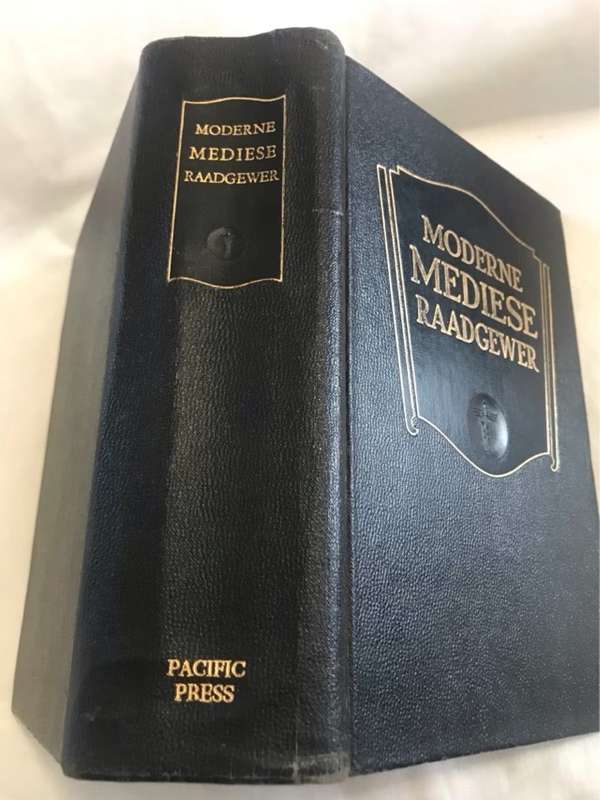 MODERNE
MEDIESE
RAADGEWER
PACIFIC
PRESS
MODERNE
MEDIESE
RAADGEWER